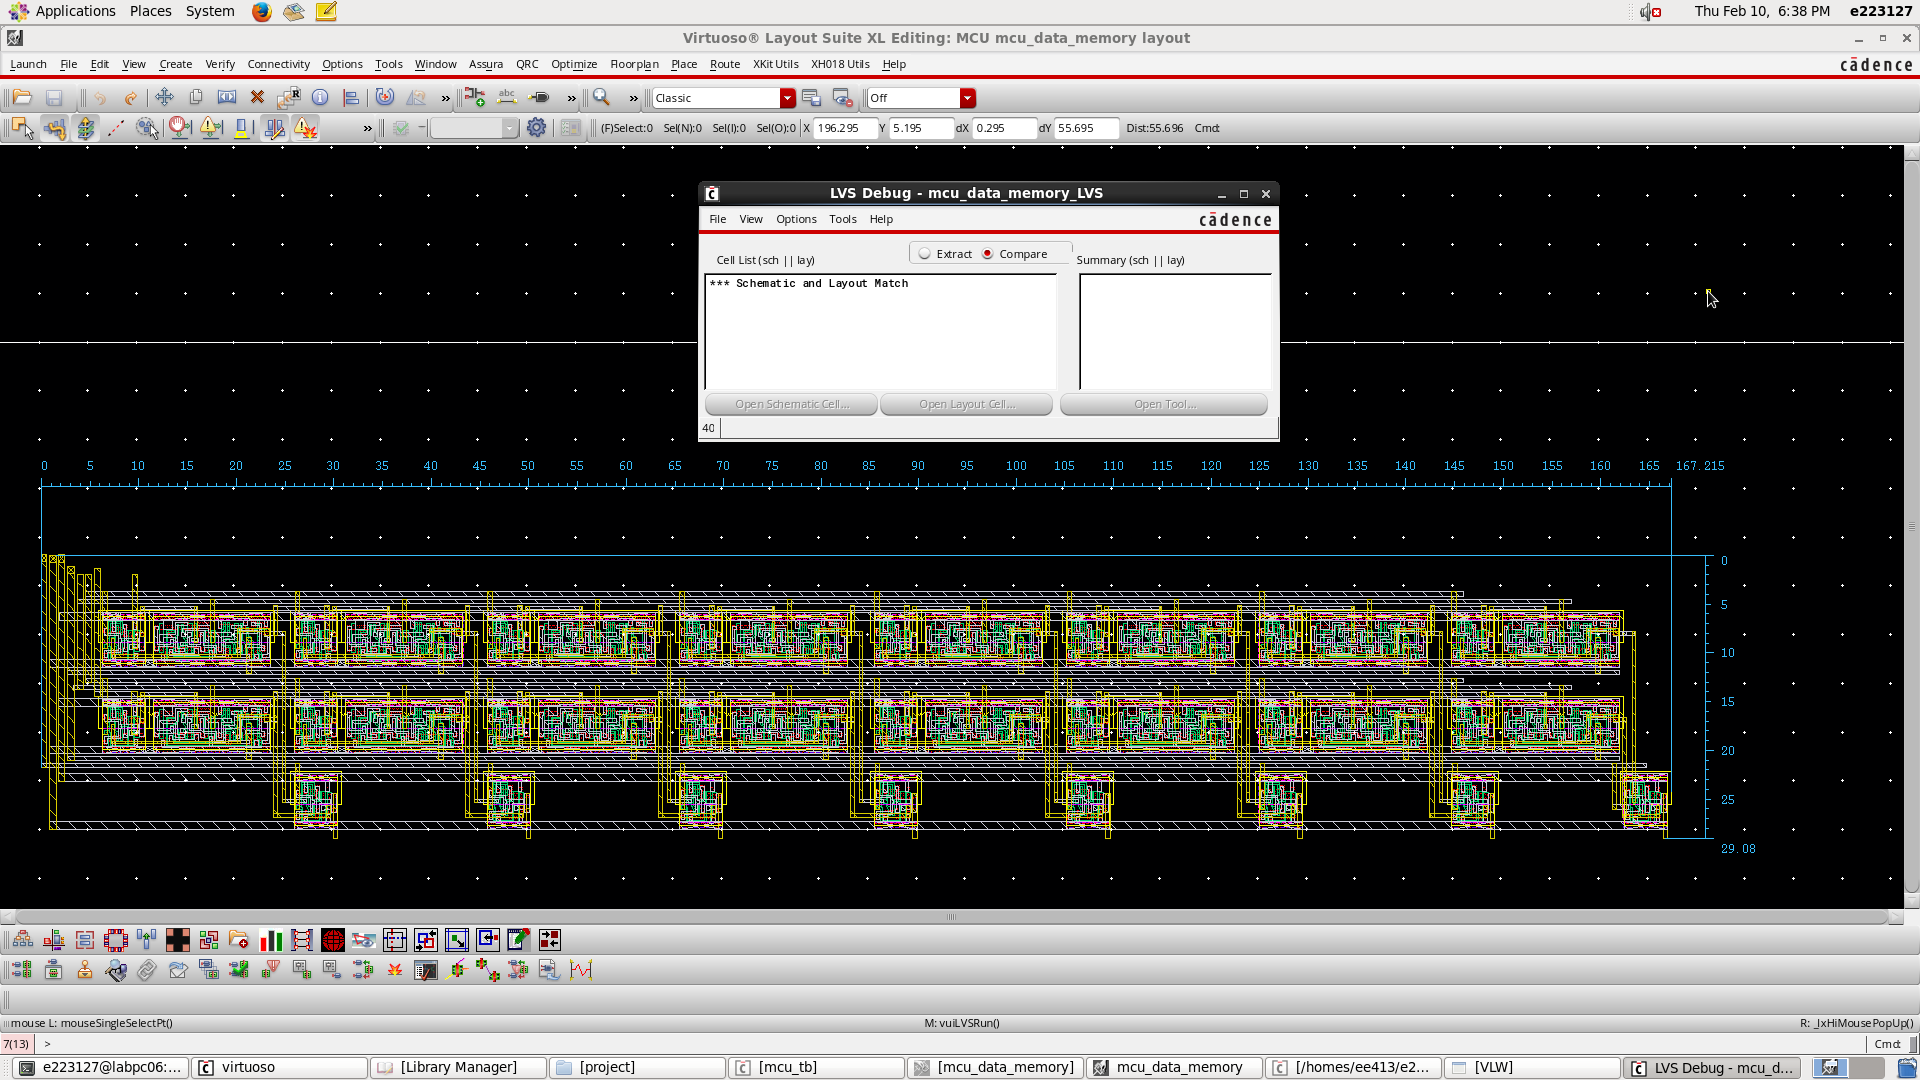 Applications Places System Thu Feb 10, 6:38 PM e223127
Virtuoso® Layout Suite XL Editing: MCU mcu_data_memory layout
Launch File Edit View Create Verify Connectivity Options Tools Window Assura QRC Optimize Floorplan Place Route XKit Utils XH018 Utils Help cādence
» abc » » Classic Off
» (F)Select:0 Sel(N):0 Sel(I):0 Sel(O):0 X 196.295 Y 5.195 dX 0.295 dY 55.695 Dist:55.696 Cmd:
LVS Debug - mcu_data_memory_LVS
File View Options Tools Help cādence
Extract Compare
Cell List (sch || lay) Summary (sch || lay)
*** Schematic and Layout Match
Open Schematic Cell... Open Layout Cell... Open Tool...
40
0 5 10 15 20 25 30 35 40 45 50 55 60 65 70 75 80 85 90 95 100 105 110 115 120 125 130 135 140 145 150 155 160 165 167.215
0
5
10
15
20
25
29.08
mouse L: mouseSingleSelectPt() M: vuiLVSRun() R: _lxHiMousePopUp()
7(13) > Cmd:
e223127@labpc06:... virtuoso [Library Manager] [project] [mcu_tb] [mcu_data_memory] mcu_data_memory [/homes/ee413/e2... [VLW] LVS Debug - mcu_d...